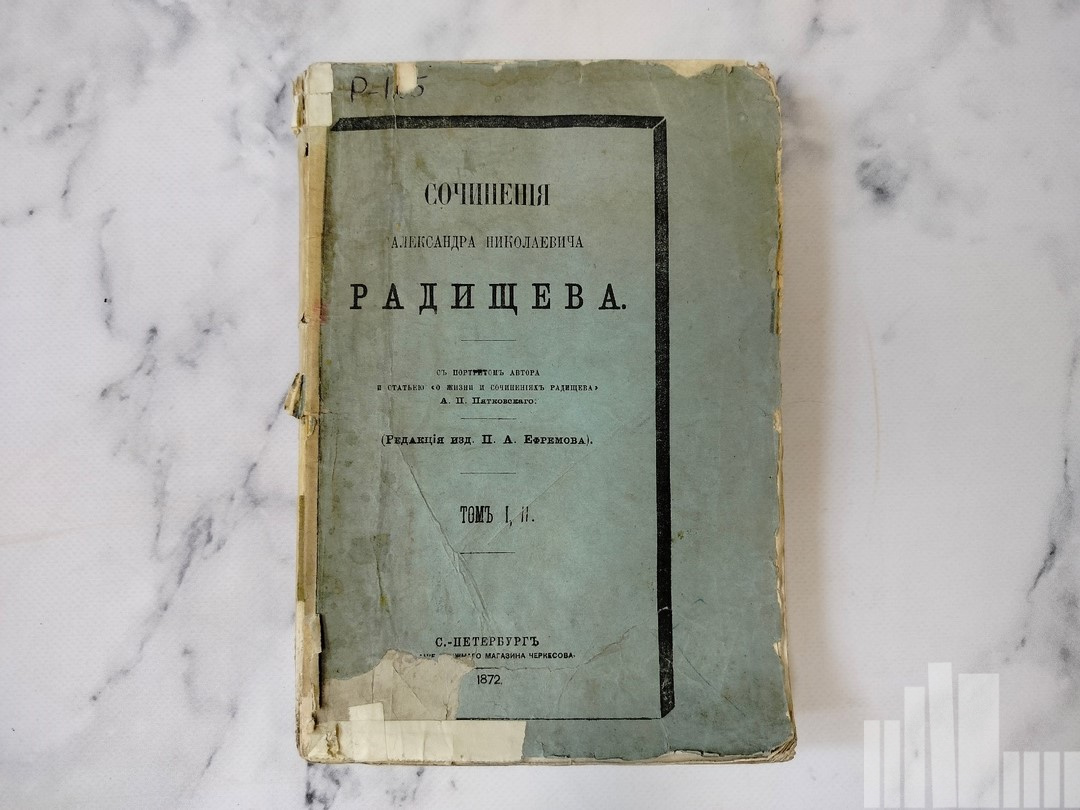 СОЧИНЕНІЯ
АЛЕКСАНДРА НИКОЛАЕВИЧА
РАДИЩЕВА.
СЪ ПОРТРЕТОМЪ АВТОРА
И СТАТЬЕЮ «О ЖИЗНИ И СОЧИНЕНІЯХЪ РАДИЩЕВА»
А. П. Пятковскаго.
(Редакція изд. П. А. Ефремова).
ТОМЪ I, II.
С.-ПЕТЕРБУРГЪ
МАГАЗИНА ЧЕРКЕСОВА.
1872.